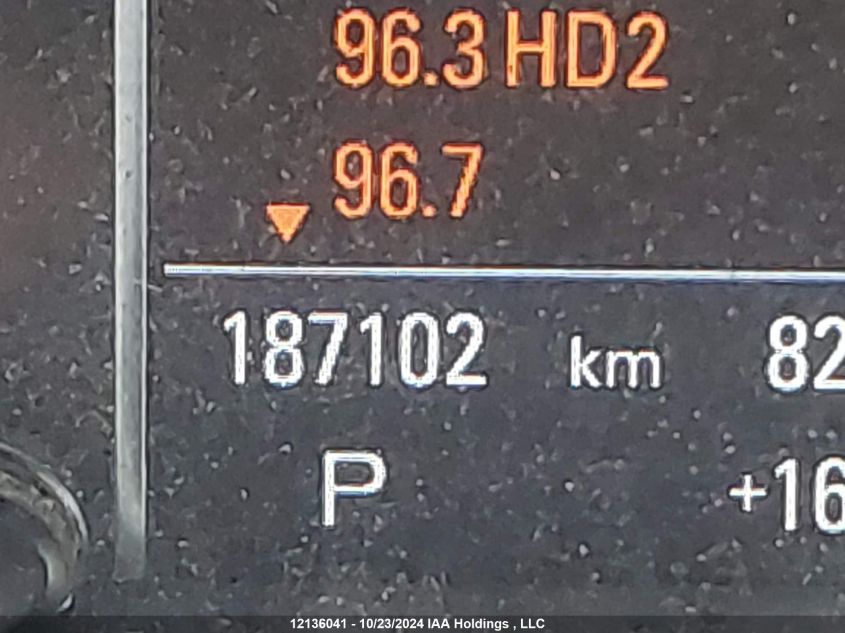 96.3 HD2
96.7
187102 km 82
P +16
12136041 - 10/23/2024 IAA Holdings , LLC